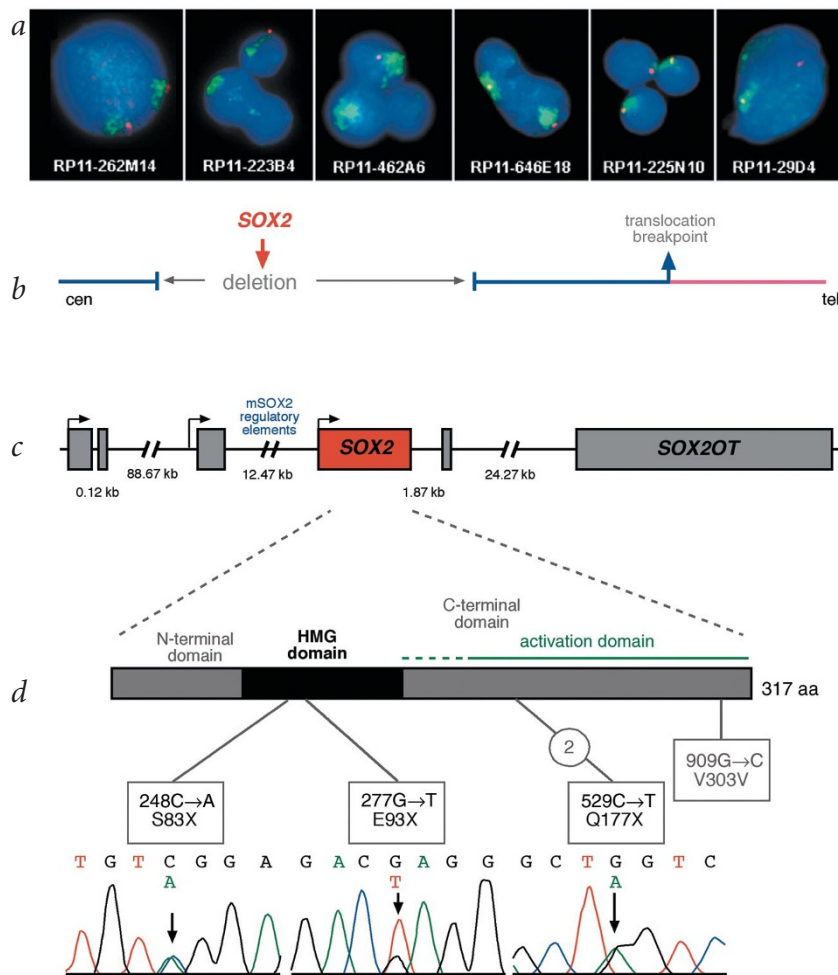 a
RP11-262M14 RP11-223B4 RP11-462A6 RP11-646E18 RP11-225N10 RP11-29D4
b
SOX2
translocation
breakpoint
deletion
cen
tel
c
mSOX2
regulatory
elements
SOX2
SOX2OT
88.67 kb
12.47 kb
24.27 kb
0.12 kb
1.87 kb
d
N-terminal
domain
HMG
domain
C-terminal
domain
activation domain
317 aa
2
248C→A
S83X
277G→T
E93X
529C→T
Q177X
909G→C
V303V
T G T C G G A G A C G A G G G C T G G T C
A T A